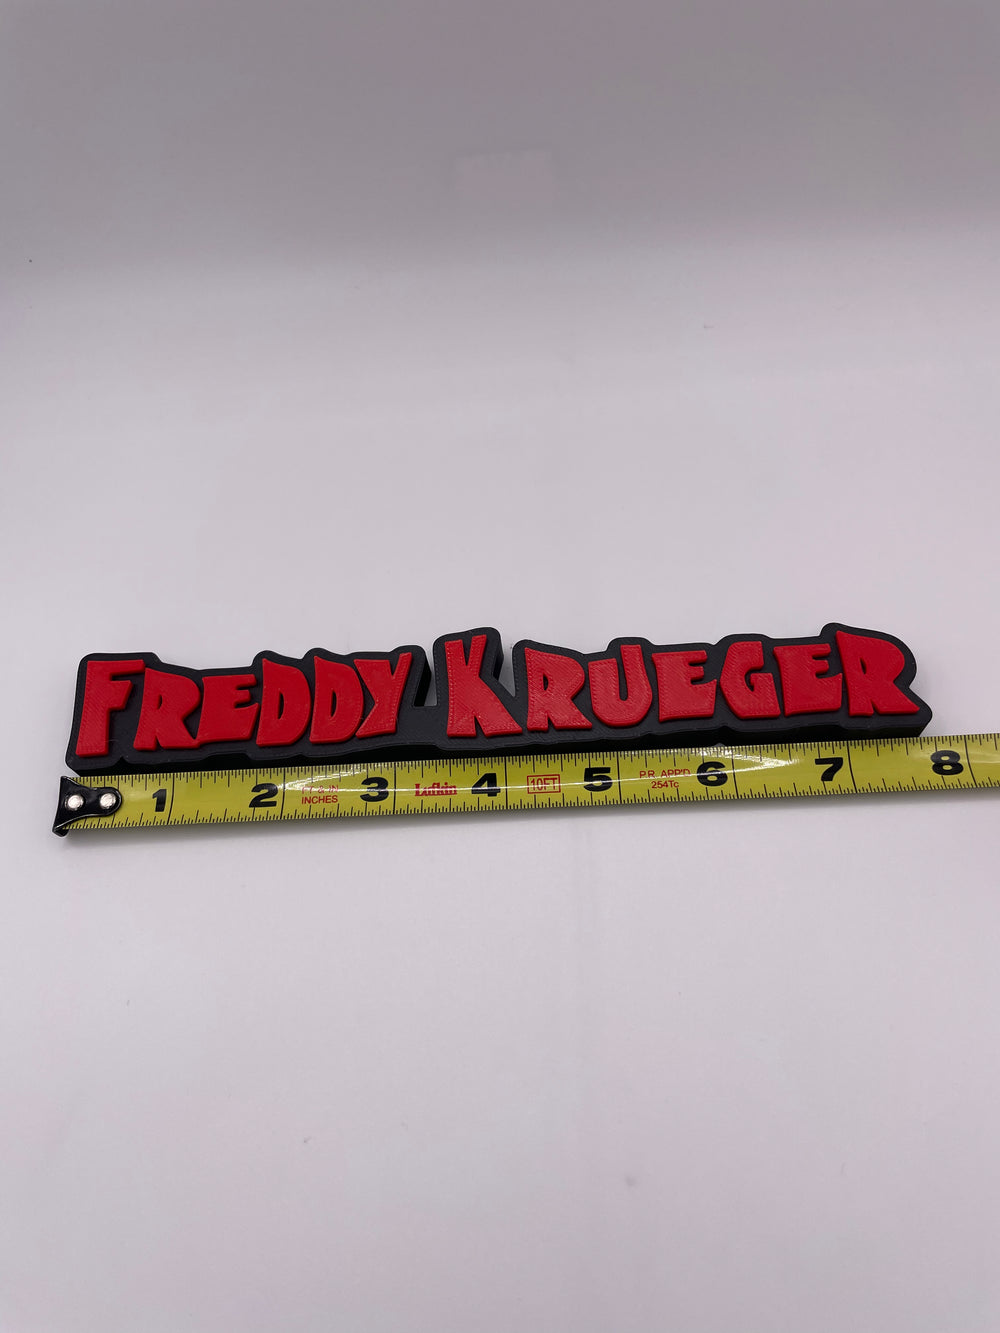 FREDDY KRUEGER
1 2 3 Lufkin 4 10FT 5 P.R. APP'D 6 7 8
INCHES 254Tc